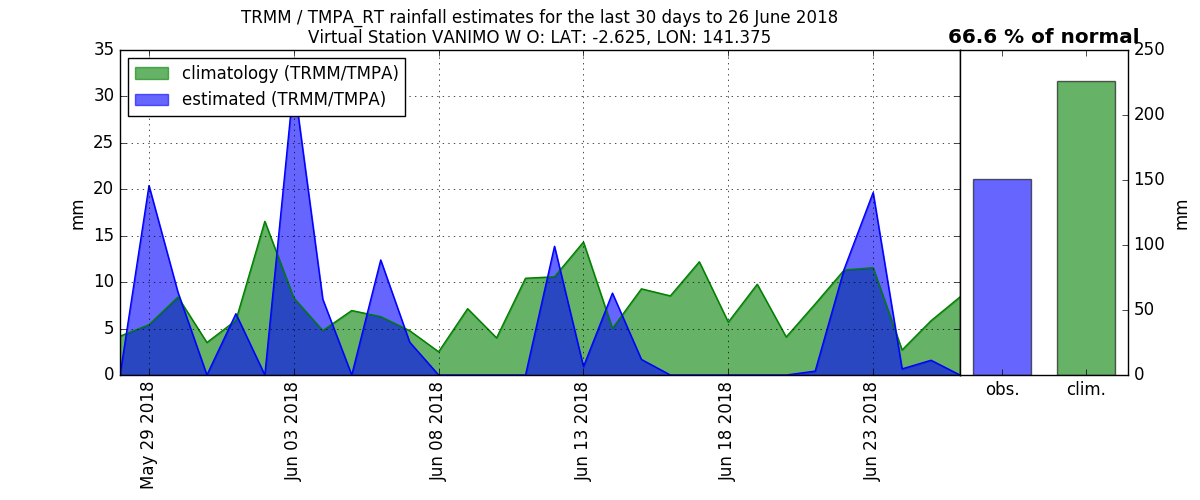 TRMM / TMPA_RT rainfall estimates for the last 30 days to 26 June 2018
Virtual Station VANIMO W O: LAT: -2.625, LON: 141.375
66.6 % of normal
climatology (TRMM/TMPA)
estimated (TRMM/TMPA)
35
30
25
20
15
10
5
0
mm
May 29 2018
Jun 03 2018
Jun 08 2018
Jun 13 2018
Jun 18 2018
Jun 23 2018
250
200
150
100
50
0
mm
obs.
clim.